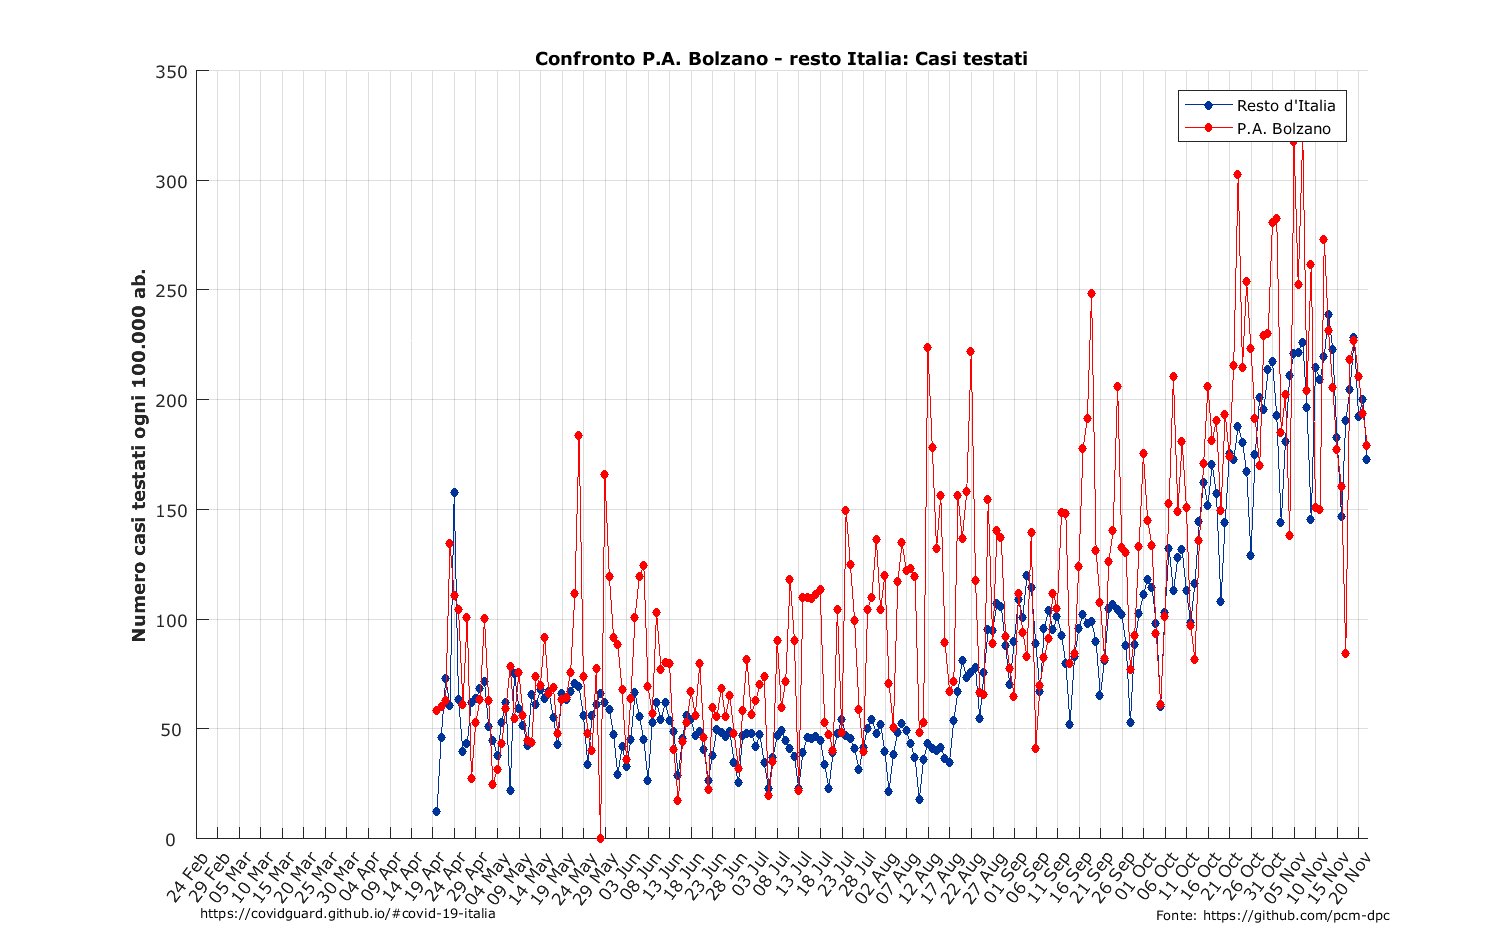 Confronto P.A. Bolzano - resto Italia: Casi testati
Numero casi testati ogni 100.000 ab.
350
300
250
200
150
100
50
0
Resto d'Italia
P.A. Bolzano
24 Feb
29 Feb
05 Mar
10 Mar
15 Mar
20 Mar
25 Mar
30 Mar
04 Apr
09 Apr
14 Apr
19 Apr
24 Apr
29 Apr
04 May
09 May
14 May
19 May
24 May
29 May
03 Jun
08 Jun
13 Jun
18 Jun
23 Jun
28 Jun
03 Jul
08 Jul
13 Jul
18 Jul
23 Jul
28 Jul
02 Aug
07 Aug
12 Aug
17 Aug
22 Aug
27 Aug
01 Sep
06 Sep
11 Sep
16 Sep
21 Sep
26 Sep
01 Oct
06 Oct
11 Oct
16 Oct
21 Oct
26 Oct
31 Oct
05 Nov
10 Nov
15 Nov
20 Nov
https://covidguard.github.io/#covid-19-italia
Fonte: https://github.com/pcm-dpc